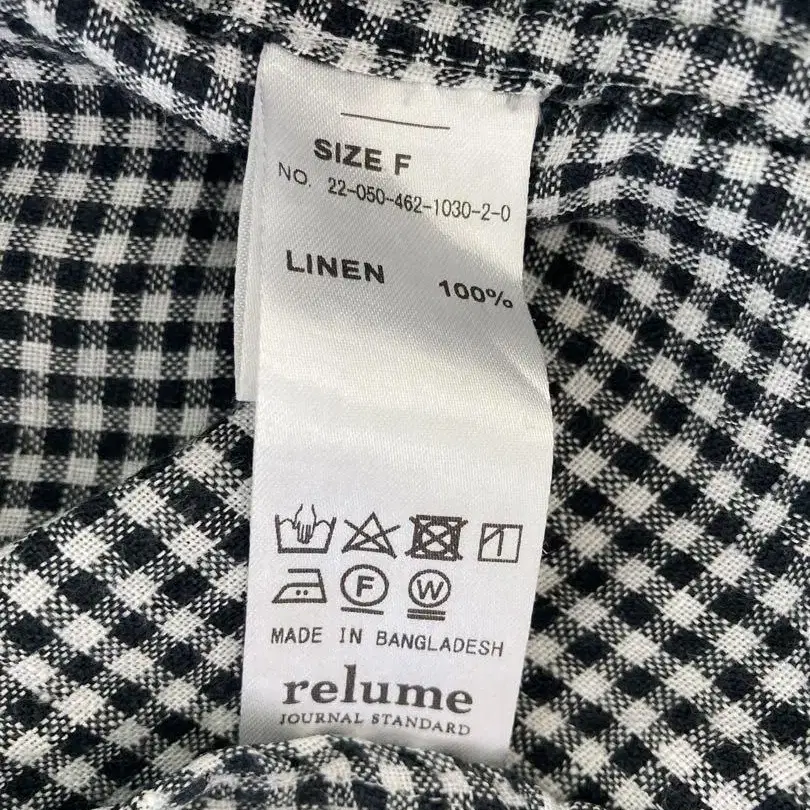 SIZE F
NO. 22-050-462-1030-2-0
LINEN 100%
F W
MADE IN BANGLADESH
relume
JOURNAL STANDARD